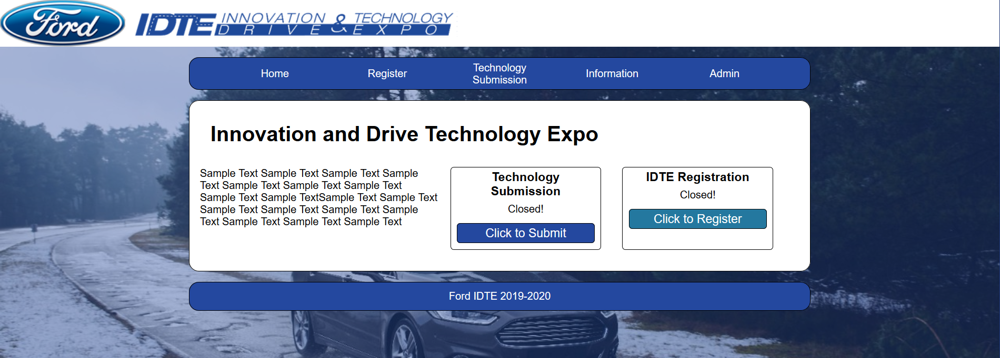 Ford
IDTE INNOVATION & TECHNOLOGY
DRIVE & EXPO
Home
Register
Technology
Submission
Information
Admin
Innovation and Drive Technology Expo
Sample Text Sample Text Sample Text Sample
Text Sample Text Sample Text Sample Text
Sample Text Sample TextSample Text Sample Text
Sample Text Sample Text Sample Text Sample
Text Sample Text Sample Text Sample Text
Technology
Submission
Closed!
Click to Submit
IDTE Registration
Closed!
Click to Register
Ford IDTE 2019-2020